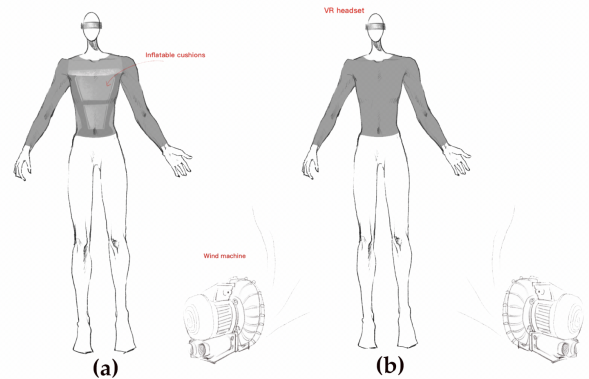 VR headset
Inflatable cushions
Wind machine
(a)
(b)